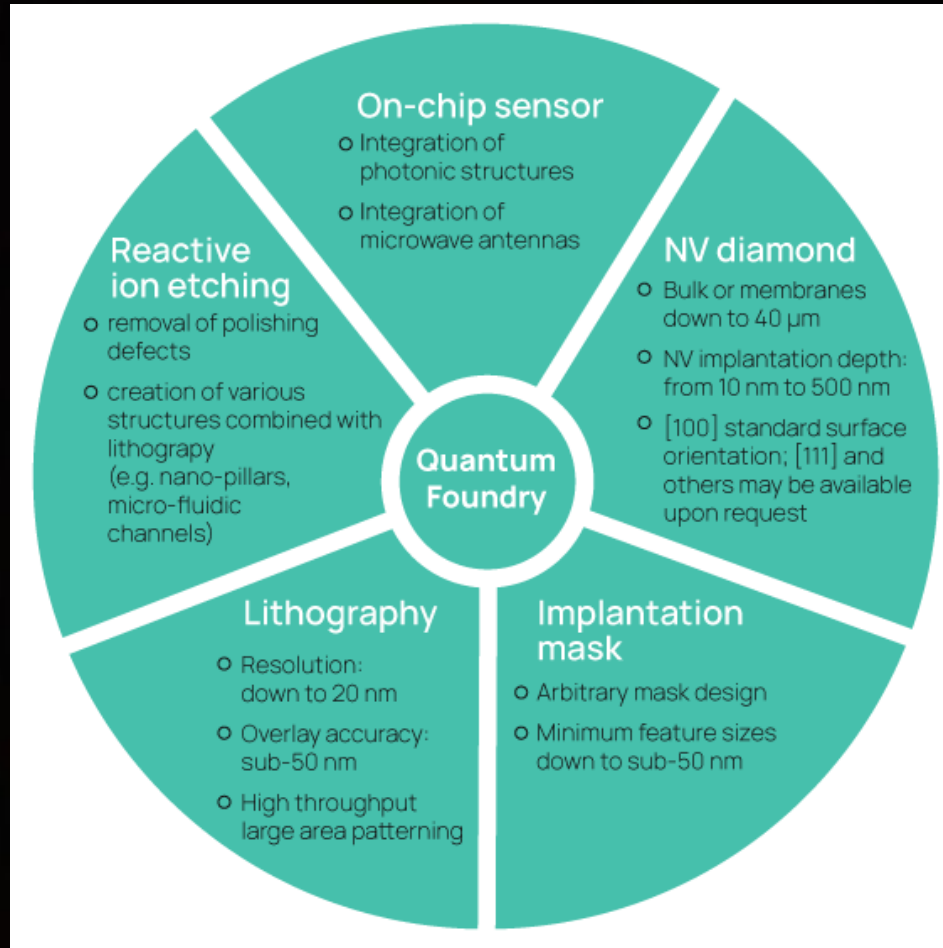 On-chip sensor
Integration of
photonic structures
Integration of
microwave antennas
NV diamond
Bulk or membranes
down to 40 µm
NV implantation depth:
from 10 nm to 500 nm
[100] standard surface
orientation; [111] and
others may be available
upon request
Implantation
mask
Arbitrary mask design
Minimum feature sizes
down to sub-50 nm
Lithography
Resolution:
down to 20 nm
Overlay accuracy:
sub-50 nm
High throughput
large area patterning
Reactive
ion etching
removal of polishing
defects
creation of various
structures combined with
lithograpy
(e.g. nano-pillars,
micro-fluidic
channels)
Quantum
Foundry